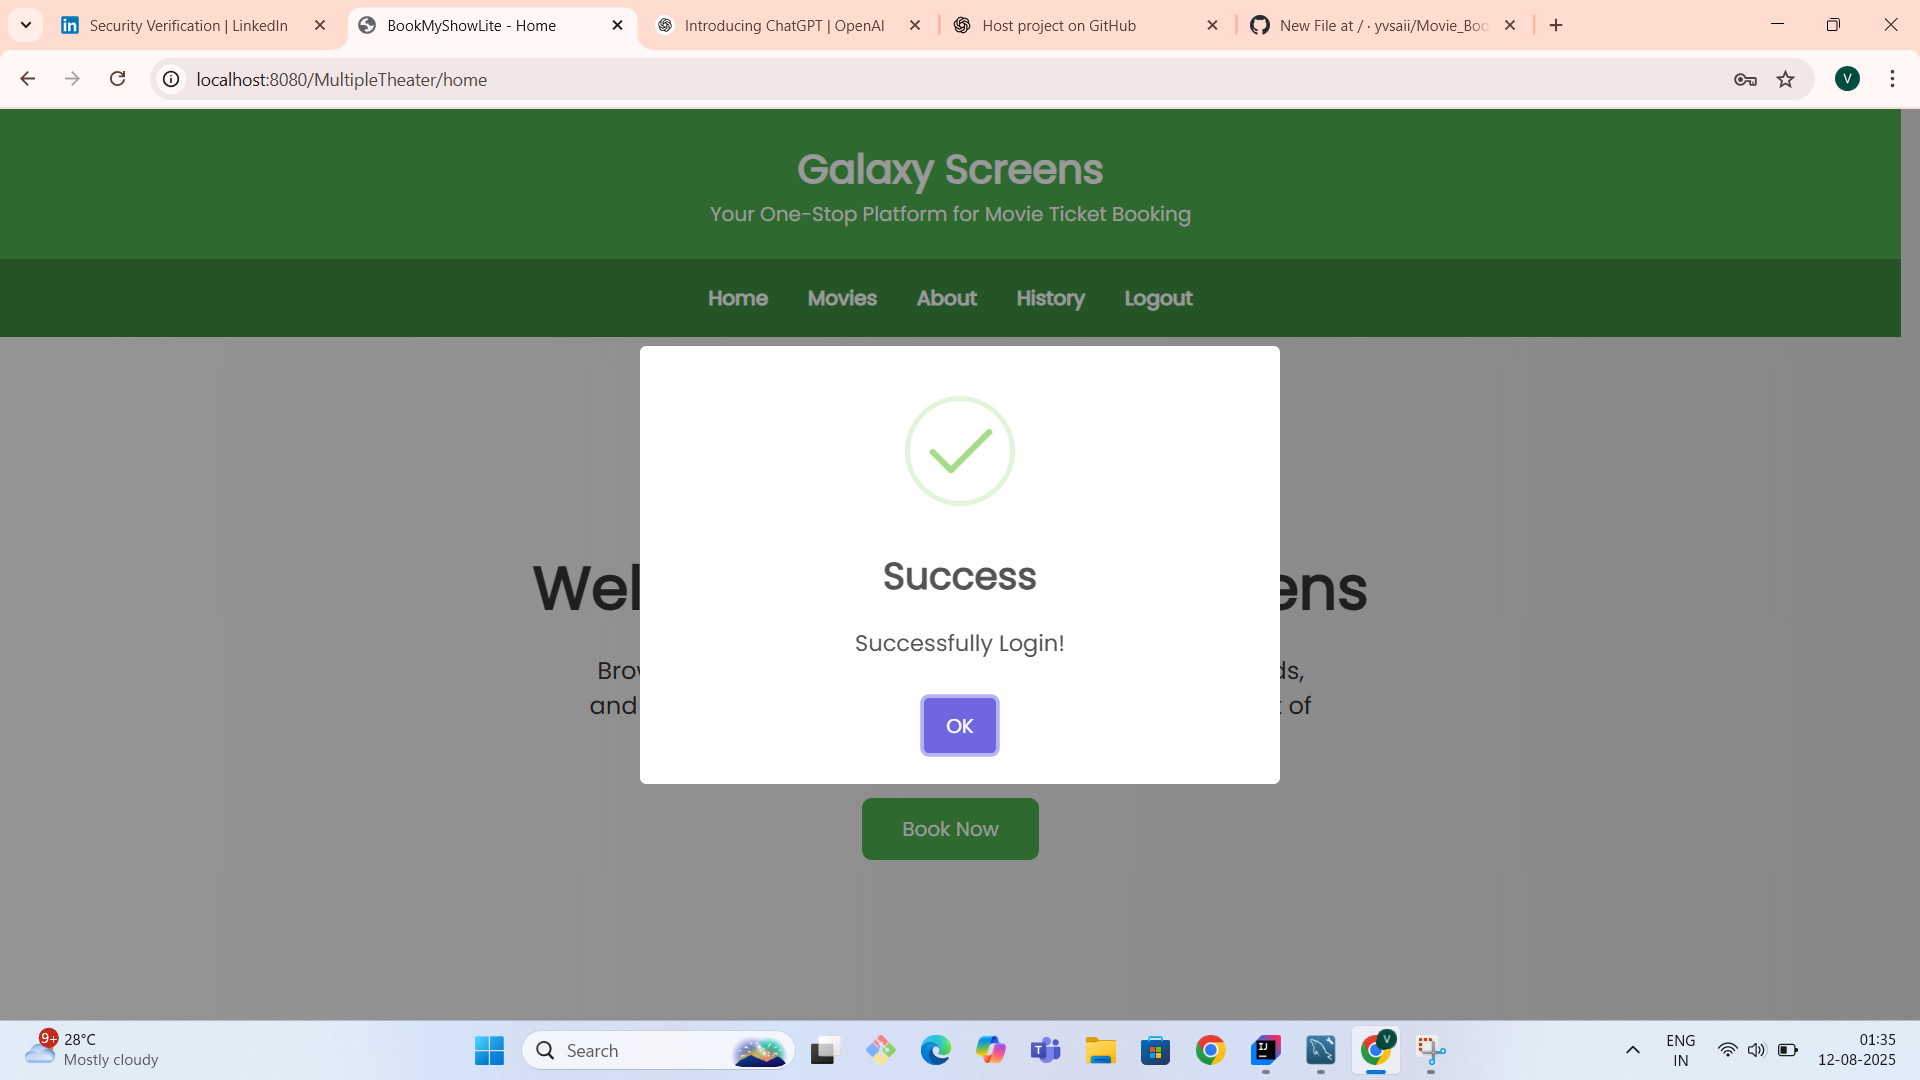 Security Verification | LinkedIn
BookMyShowLite - Home
Introducing ChatGPT | OpenAI
Host project on GitHub
New File at / · yvsaii/Movie_Boo
localhost:8080/MultipleTheater/home
V
Galaxy Screens
Your One-Stop Platform for Movie Ticket Booking
Home Movies About History Logout
Success
Successfully Login!
OK
Wel
ens
Brow
ds,
and
of
Book Now
9+
28°C
Mostly cloudy
Search
V
ENG
IN
01:35
12-08-2025